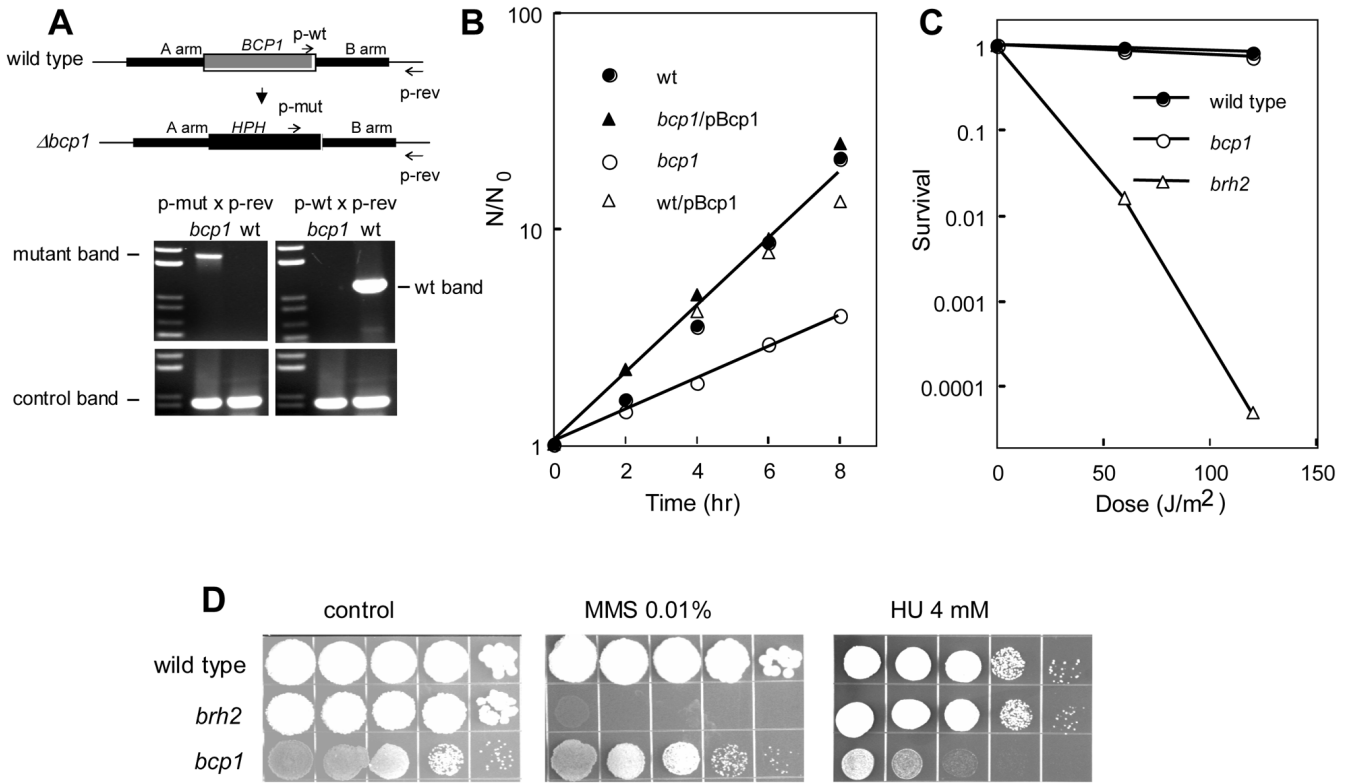 A
wild type
A arm
BCP1
p-wt
B arm
p-rev
p-mut
Δbcp1
A arm
HPH
B arm
p-rev
p-mut x p-rev
p-wt x p-rev
bcp1 wt
bcp1 wt
mutant band
wt band
control band
B
100
10
1
N/N0
wt
bcp1/pBcp1
bcp1
wt/pBcp1
0 2 4 6 8
Time (hr)
C
1
0.1
0.01
0.001
0.0001
Survival
wild type
bcp1
brh2
0 50 100 150
Dose (J/m2)
D
control
MMS 0.01%
HU 4 mM
wild type
brh2
bcp1